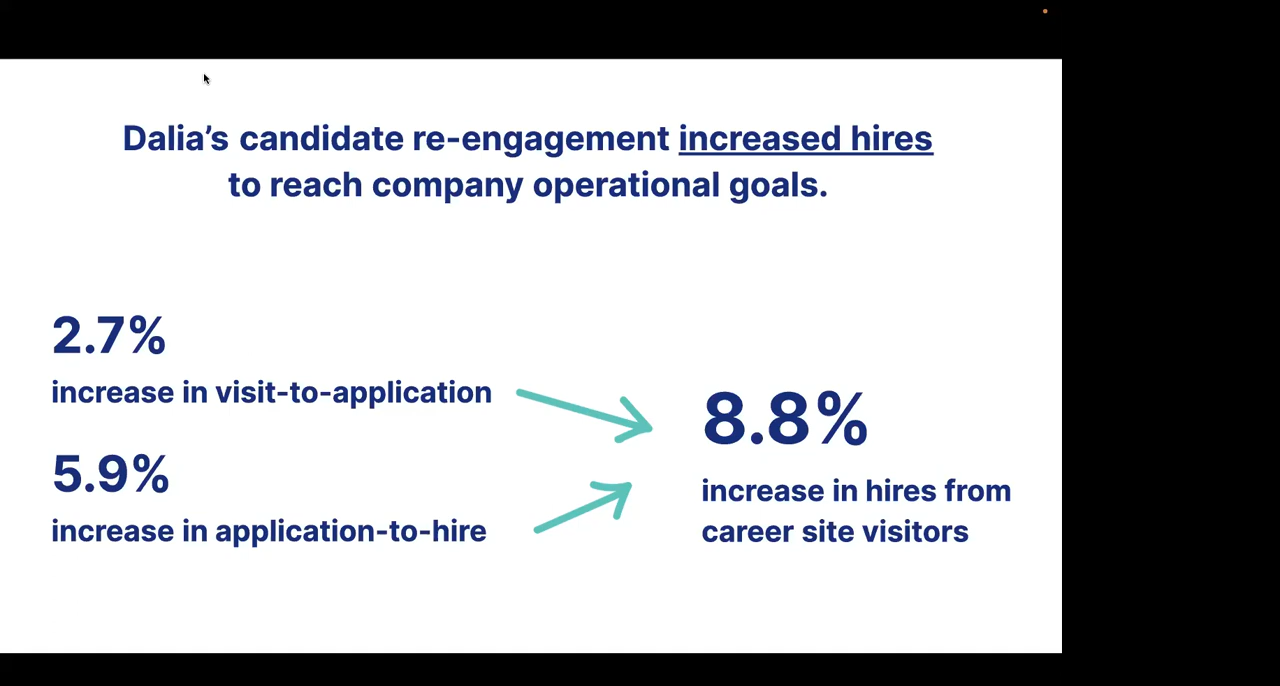 Dalia’s candidate re-engagement increased hires
to reach company operational goals.
2.7%
increase in visit-to-application
5.9%
increase in application-to-hire
8.8%
increase in hires from
career site visitors